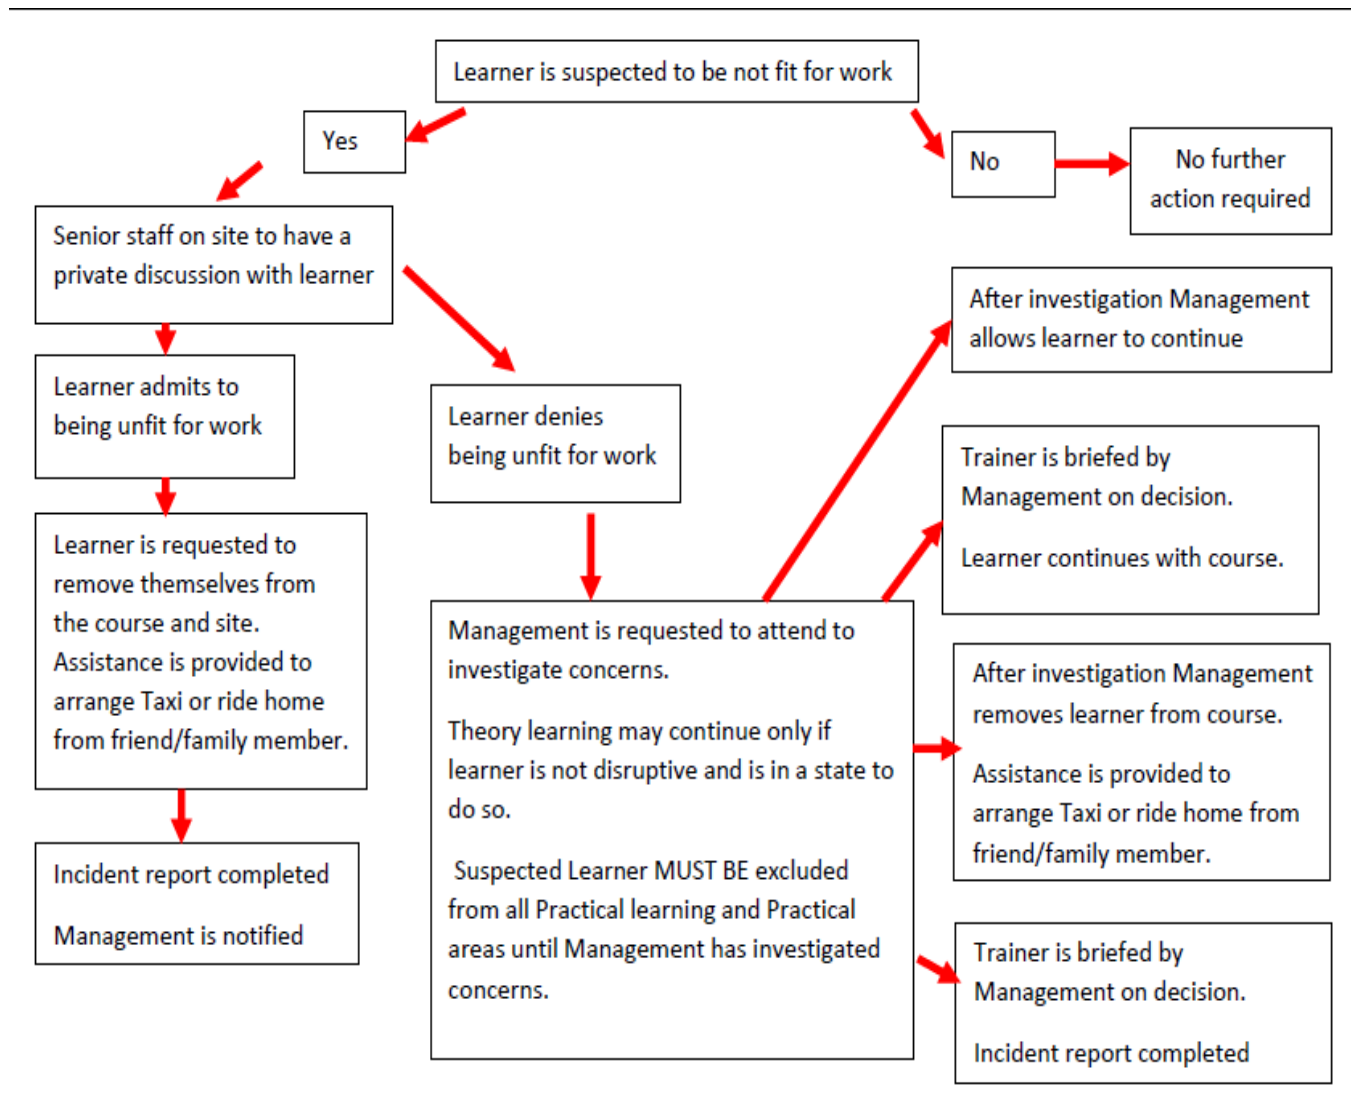 Learner is suspected to be not fit for work
Yes
No
No further
action required
Senior staff on site to have a
private discussion with learner
Learner admits to
being unfit for work
Learner is requested to
remove themselves from
the course and site.
Assistance is provided to
arrange Taxi or ride home
from friend/family member.
Incident report completed
Management is notified
Learner denies
being unfit for work
Management is requested to attend to
investigate concerns.
Theory learning may continue only if
learner is not disruptive and is in a state to
do so.
Suspected Learner MUST BE excluded
from all Practical learning and Practical
areas until Management has investigated
concerns.
After investigation Management
allows learner to continue
Trainer is briefed by
Management on decision.
Learner continues with course.
After investigation Management
removes learner from course.
Assistance is provided to
arrange Taxi or ride home from
friend/family member.
Trainer is briefed by
Management on decision.
Incident report completed